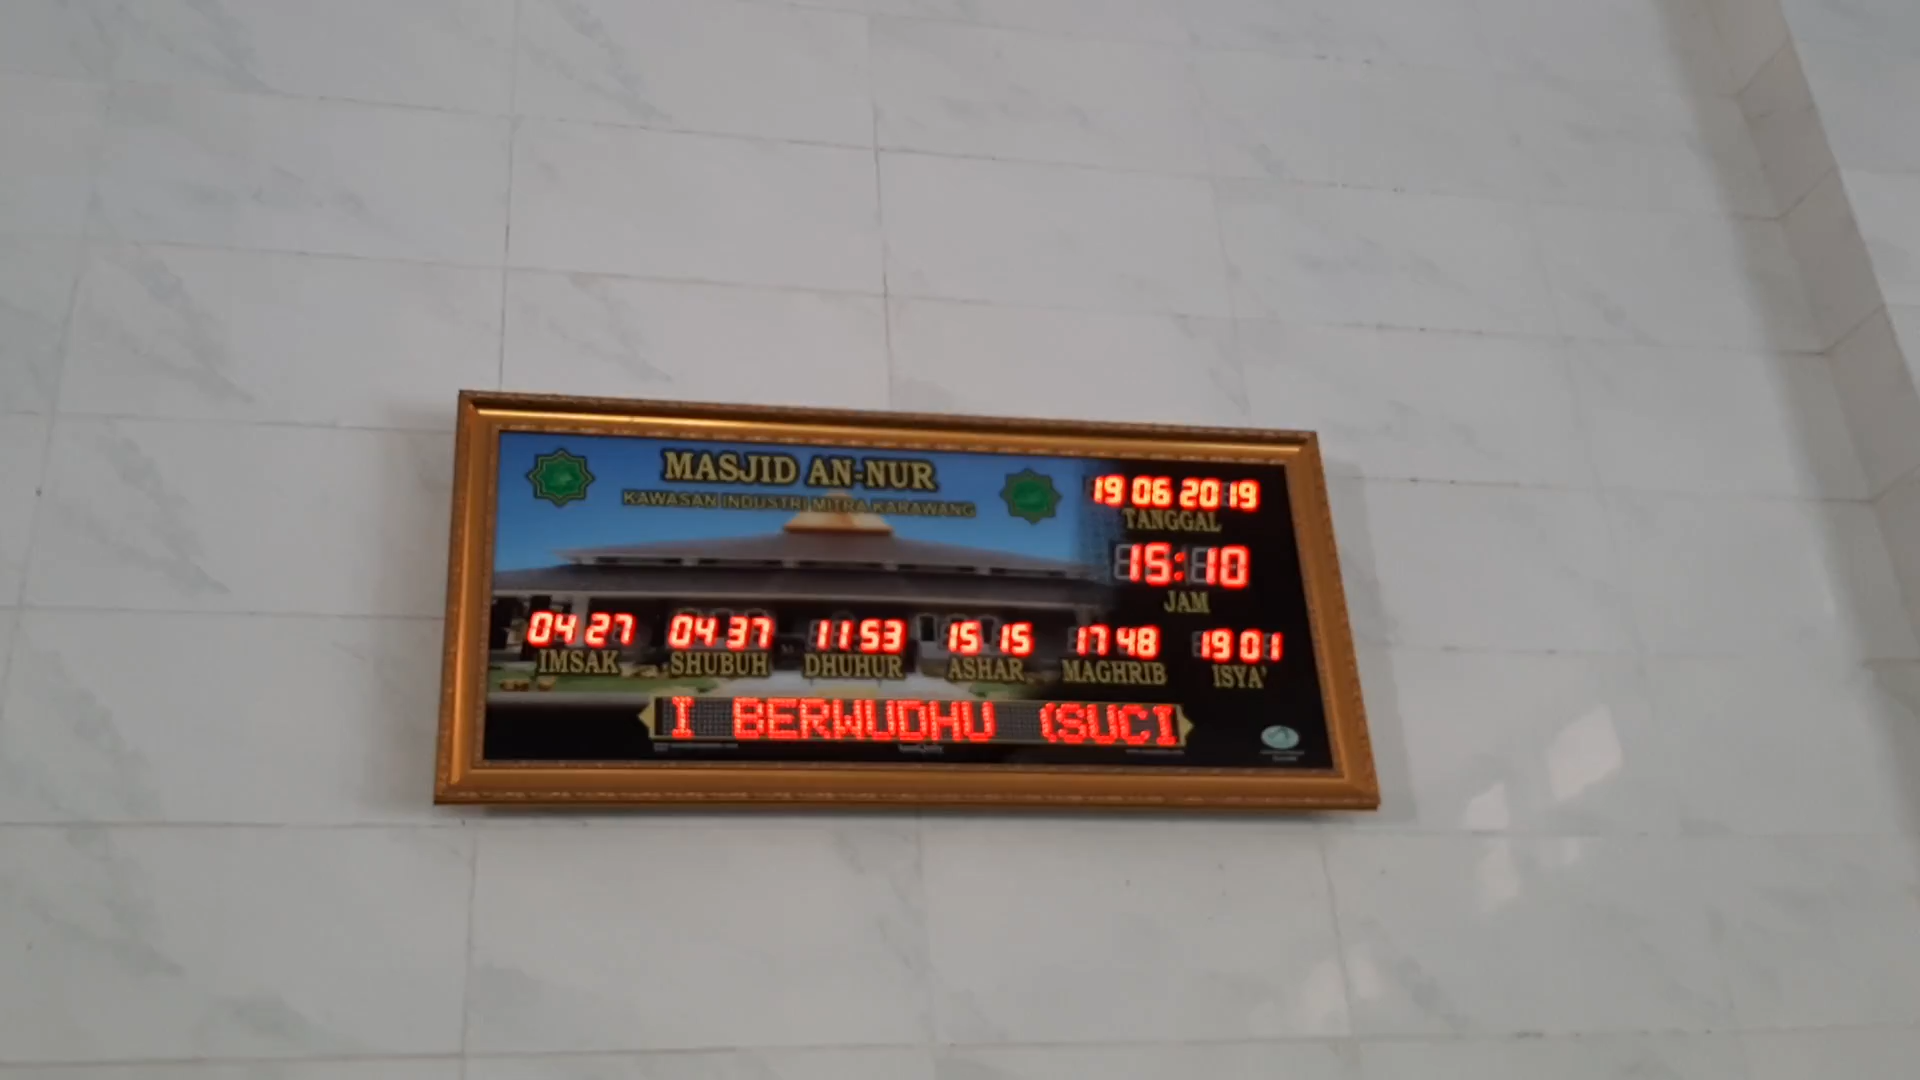 MASJID AN-NUR
KAWASAN INDUSTRI MITRA KARAWANG
19 06 2019
TANGGAL
15:10
JAM
04 27 04 37 11 53 15 15 17 48 19 01
IMSAK SHUBUH DHUHUR ASHAR MAGHRIB ISYA'
I BERWUDHU (SUCI